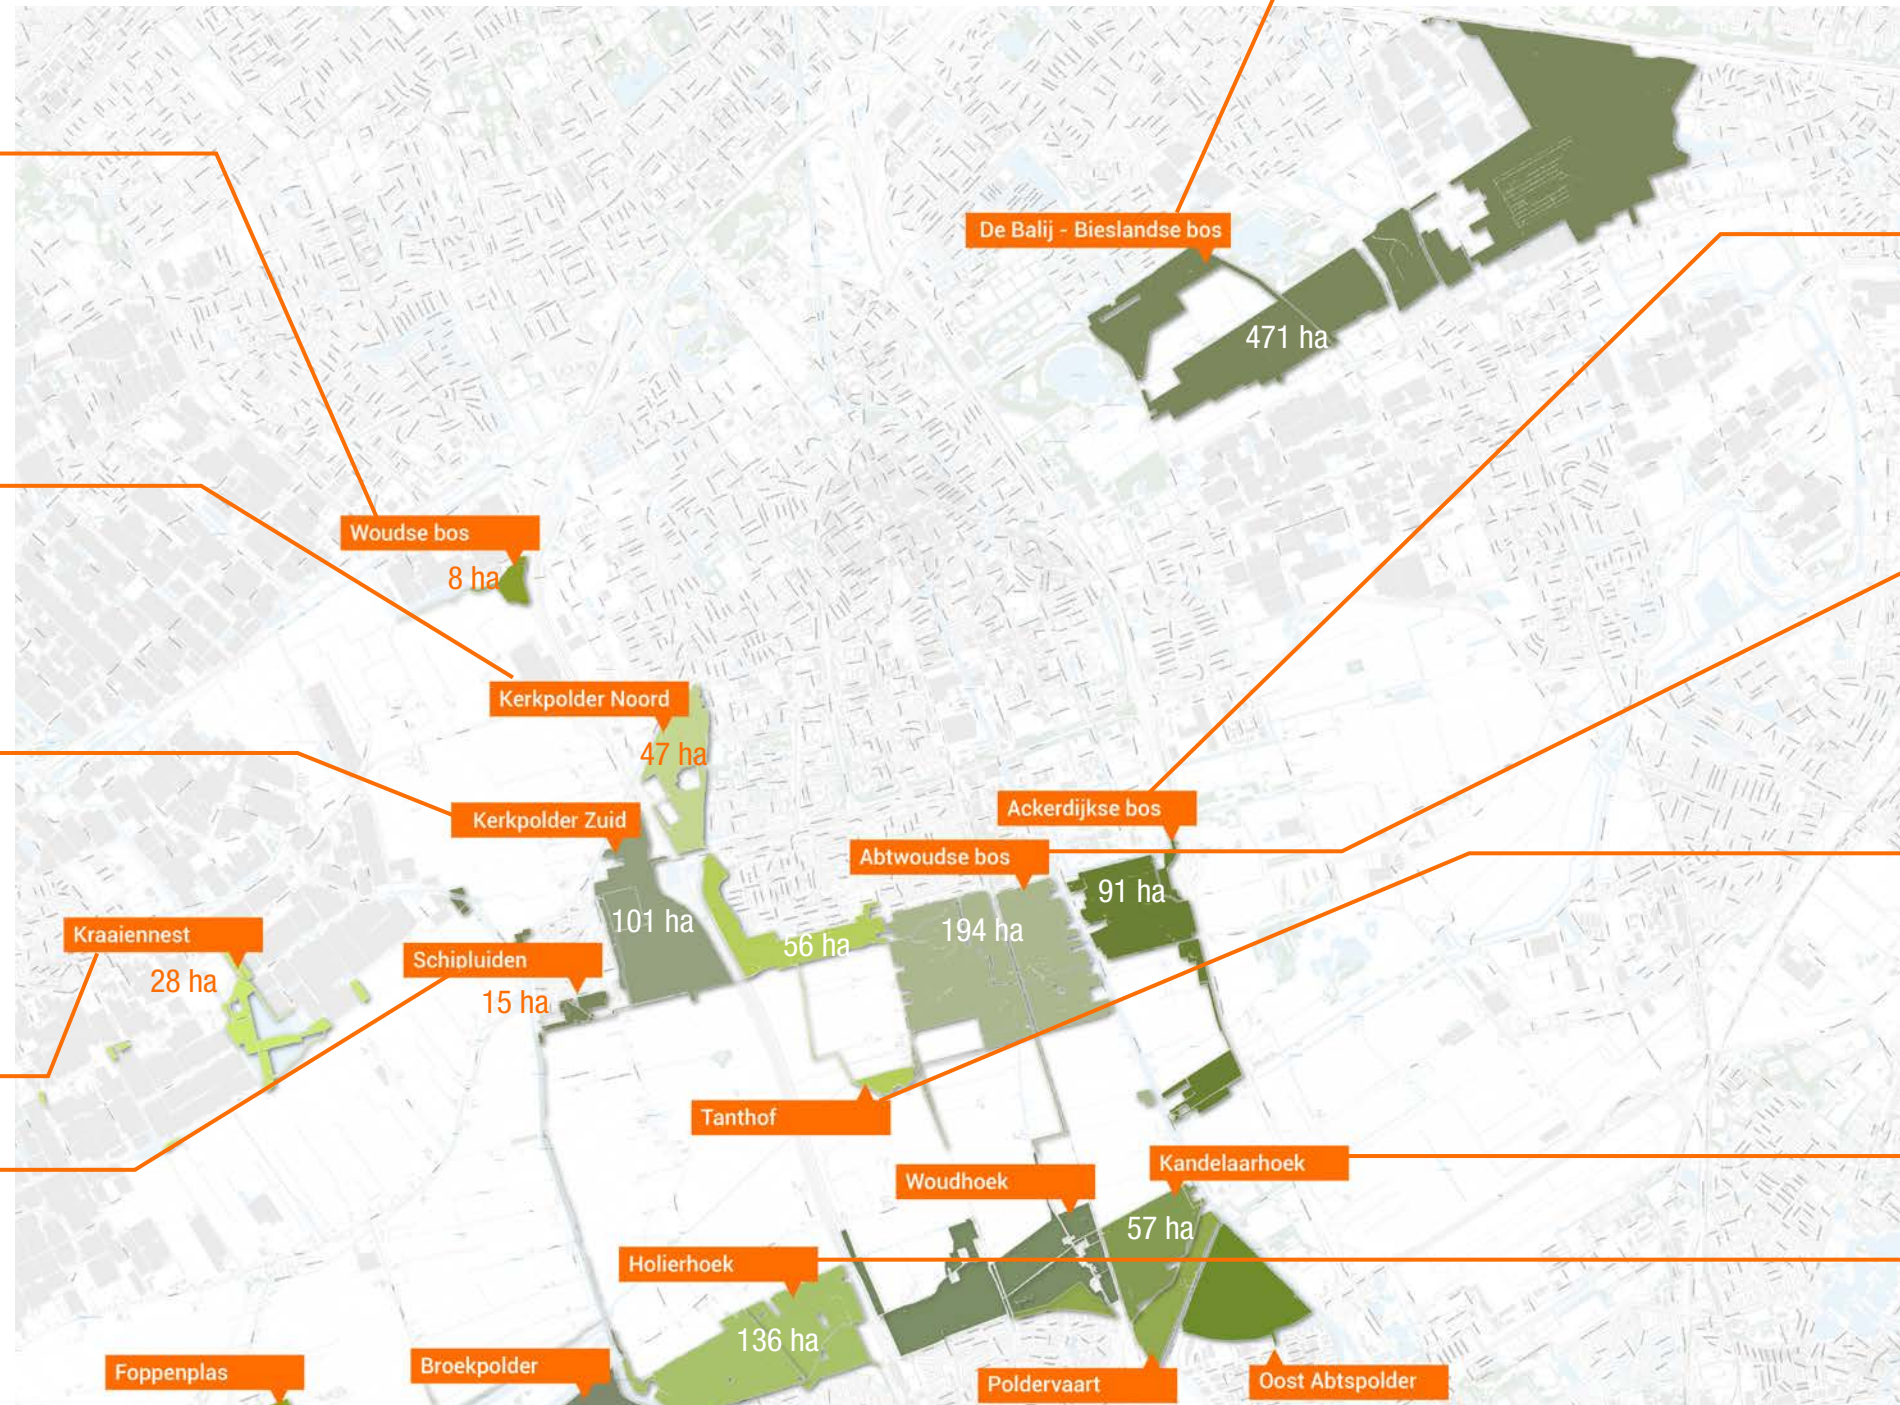 De Balij - Bieslandse bos
471 ha
Woudse bos
8 ha
Kerkpolder Noord
47 ha
Kerkpolder Zuid
101 ha
Ackerdijkse bos
91 ha
Abtwoudse bos
194 ha
56 ha
Kraaiennest
28 ha
Schipluiden
15 ha
Tanthof
Woudhoek
Kandelaarhoek
57 ha
Holierhoek
136 ha
Foppenplas
Broekpolder
Poldervaart
Oost Abtspolder